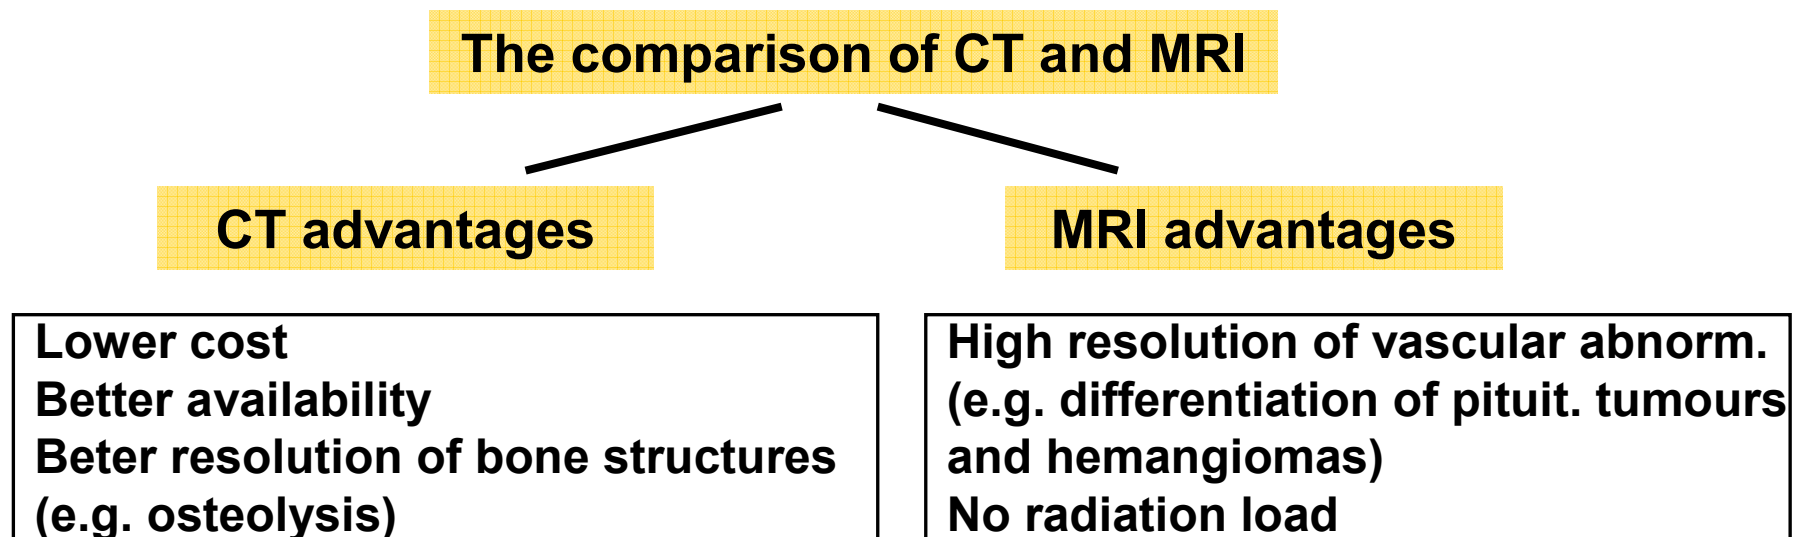 The comparison of CT and MRI
CT advantages
MRI advantages
Lower cost
Better availability
Beter resolution of bone structures
(e.g. osteolysis)
High resolution of vascular abnorm.
(e.g. differentiation of pituit. tumours
and hemangiomas)
No radiation load